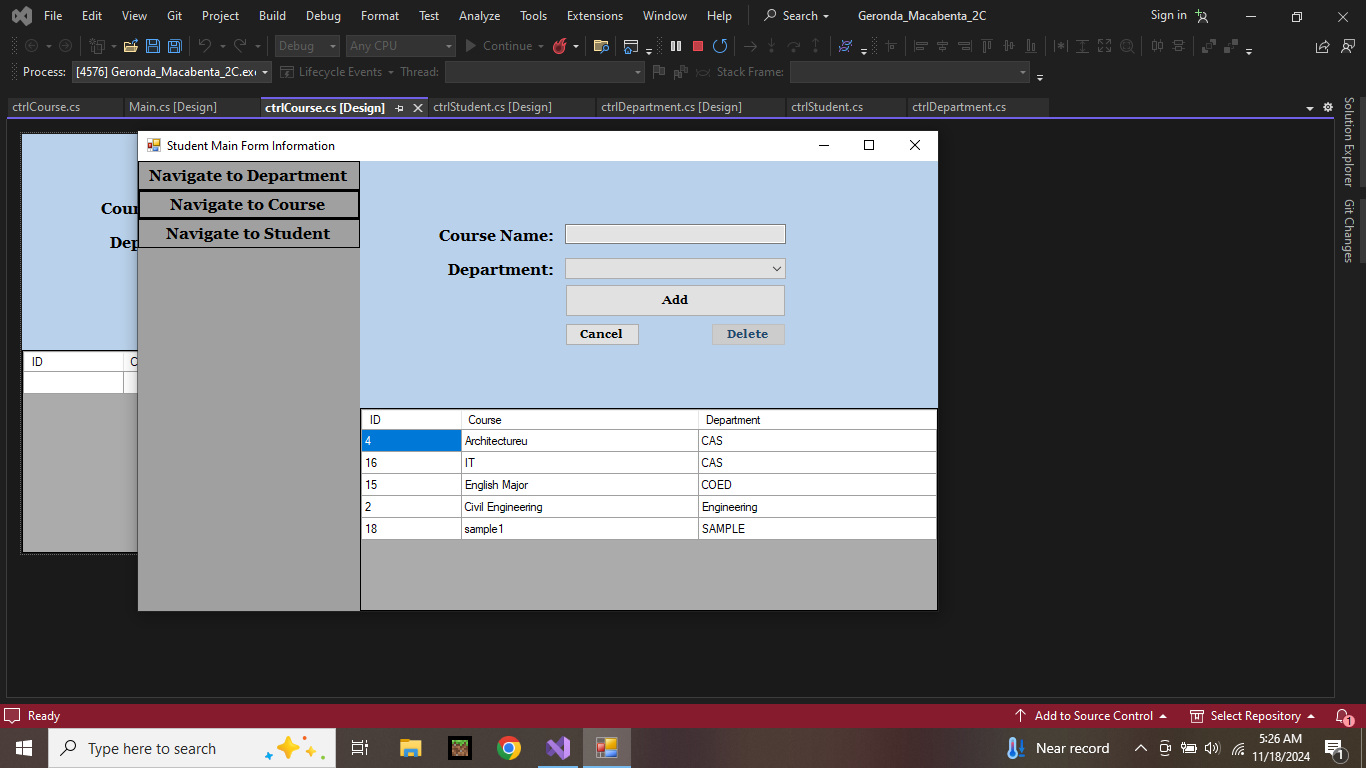 File Edit View Git Project Build Debug Format Test Analyze Tools Extensions Window Help Search Geronda_Macabenta_2C Sign in
Debug Any CPU Continue
Process: [4576] Geronda_Macabenta_2C.exe Lifecycle Events Thread: Stack Frame:
ctrlCourse.cs Main.cs [Design] ctrlCourse.cs [Design] ctrlStudent.cs [Design] ctrlDepartment.cs [Design] ctrlStudent.cs ctrlDepartment.cs
Solution Explorer
Git Changes
Cour
Dep
ID C
Student Main Form Information
Navigate to Department
Navigate to Course
Navigate to Student
Course Name:
Department:
Add
Cancel Delete
ID Course Department
4 Architectureu CAS
16 IT CAS
15 English Major COED
2 Civil Engineering Engineering
18 sample1 SAMPLE
Ready Add to Source Control Select Repository 1
Type here to search Near record 5:26 AM
11/18/2024 1